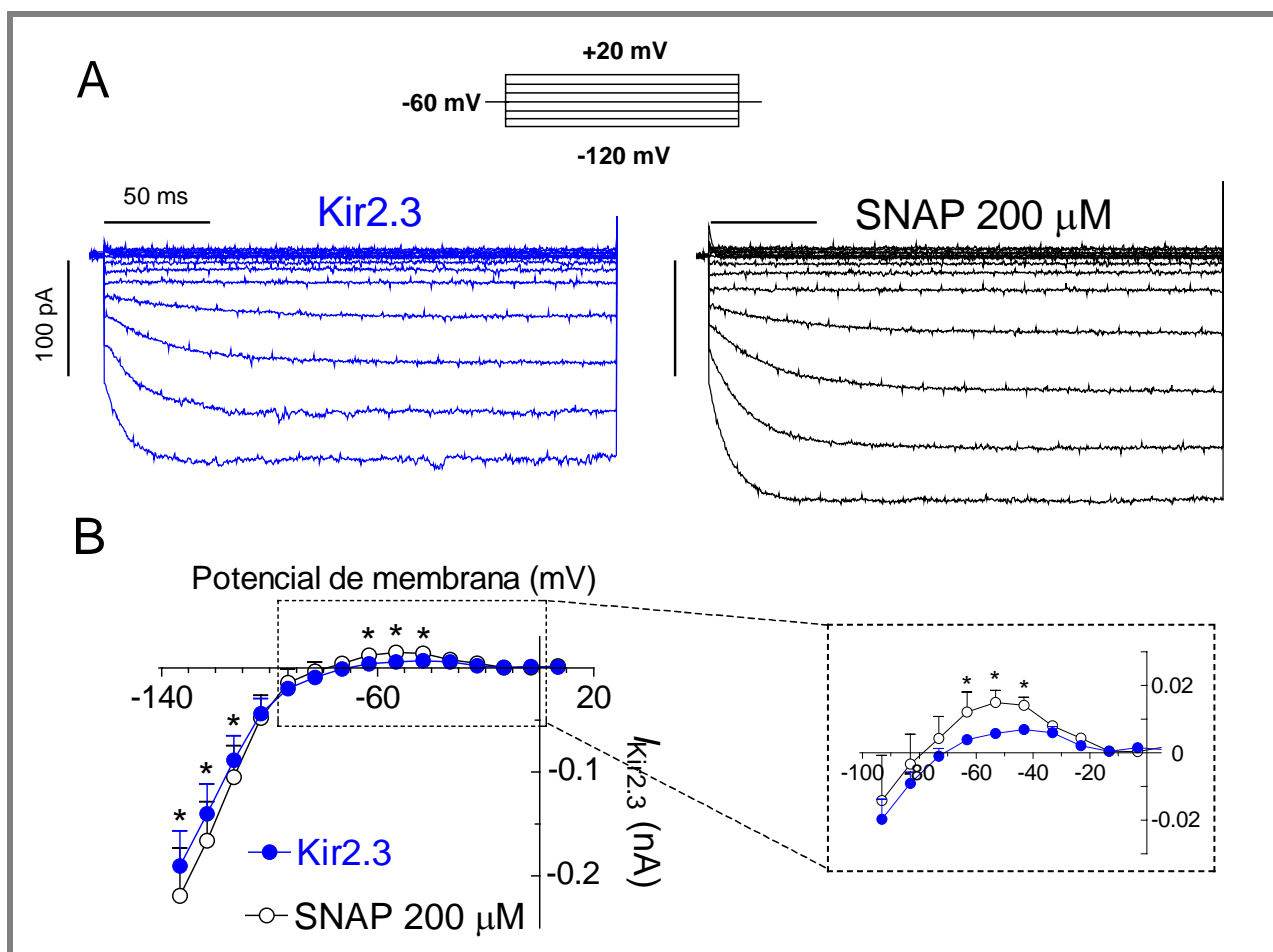 A
+20 mV
-60 mV
-120 mV
50 ms
Kir2.3
SNAP 200 μM
100 pA
B
Potencial de membrana (mV)
* * *
-140 -60 20
*
*
*
-0.1
-0.2
IKir2.3 (nA)
Kir2.3
SNAP 200 μM
* * *
0.02
0
-0.02
-100 -80 -60 -40 -20